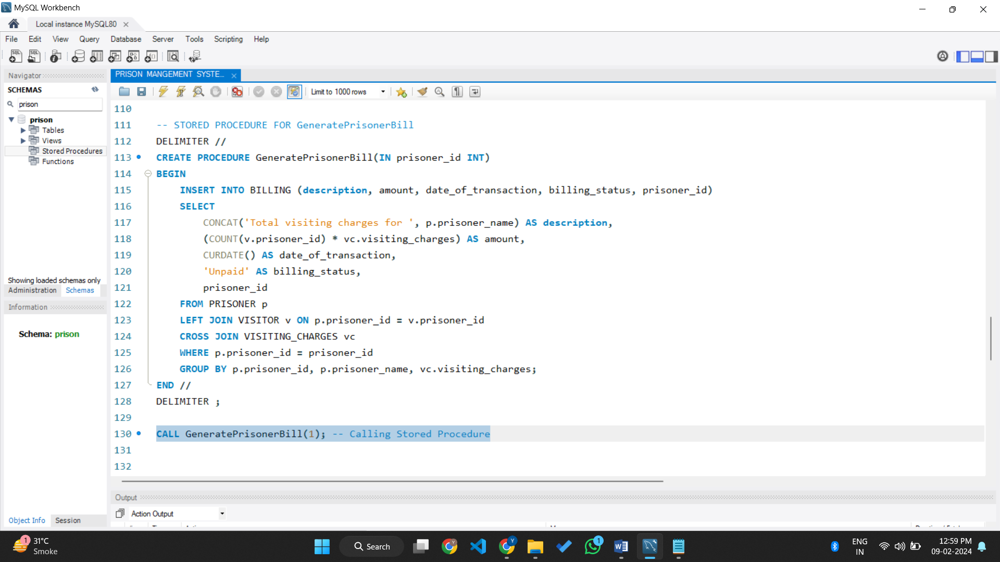 MySQL Workbench
Local instance MySQL80
File Edit View Query Database Server Tools Scripting Help
Navigator
SCHEMAS
prison
prison
Tables
Views
Stored Procedures
Functions
Showing loaded schemas only
Administration Schemas
Information
Schema: prison
Object Info Session
PRISON MANGEMENT SYSTE...
Limit to 1000 rows
110
111 -- STORED PROCEDURE FOR GeneratePrisonerBill
112 DELIMITER //
113 CREATE PROCEDURE GeneratePrisonerBill(IN prisoner_id INT)
114 BEGIN
115 INSERT INTO BILLING (description, amount, date_of_transaction, billing_status, prisoner_id)
116 SELECT
117 CONCAT('Total visiting charges for ', p.prisoner_name) AS description,
118 (COUNT(v.prisoner_id) * vc.visiting_charges) AS amount,
119 CURDATE() AS date_of_transaction,
120 'Unpaid' AS billing_status,
121 prisoner_id
122 FROM PRISONER p
123 LEFT JOIN VISITOR v ON p.prisoner_id = v.prisoner_id
124 CROSS JOIN VISITING_CHARGES vc
125 WHERE p.prisoner_id = prisoner_id
126 GROUP BY p.prisoner_id, p.prisoner_name, vc.visiting_charges;
127 END //
128 DELIMITER ;
129
130 CALL GeneratePrisonerBill(1); -- Calling Stored Procedure
131
132
Output
Action Output
1 31°C
Smoke
Search
Y
Y
1
ENG
IN
12:59 PM
09-02-2024